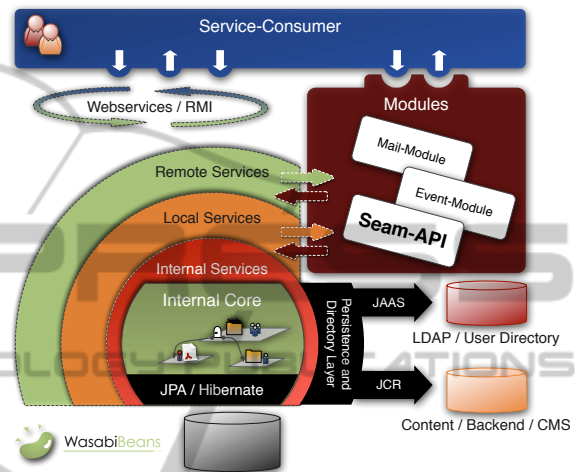 Service-Consumer
Webservices / RMI
Modules
Mail-Module
Event-Module
Seam-API
Remote Services
Local Services
Internal Services
Internal Core
JPA / Hibernate
Persistence and
Directory Layer
JAAS
LDAP / User Directory
JCR
Content / Backend / CMS
WasabiBeans